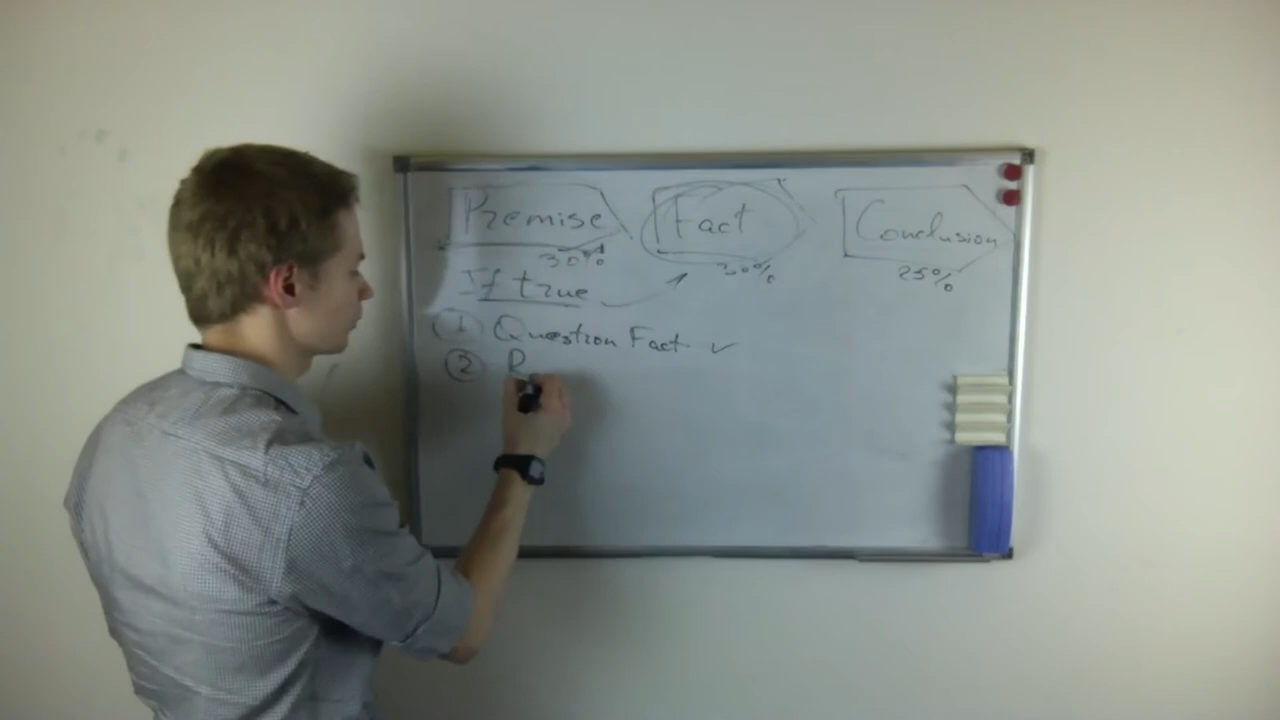 Premise Fact Conclusion
30% 30% 25%
If true
1 Question Fact ✓
2 R